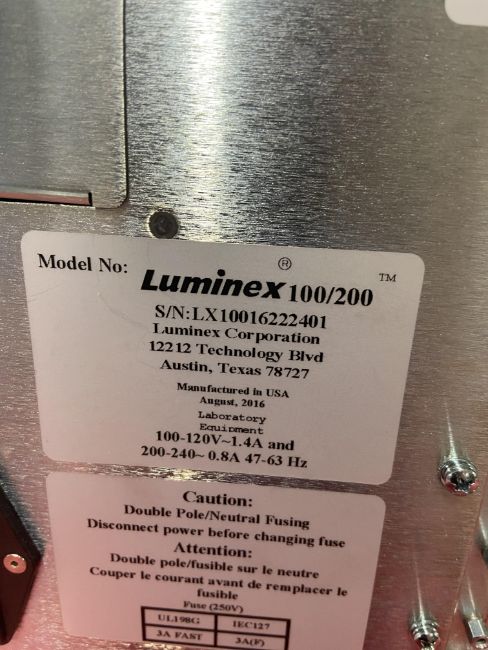 Model No: Luminex® 100/200™
S/N:LX10016222401
Luminex Corporation
12212 Technology Blvd
Austin, Texas 78727
Manufactured in USA
August, 2016
Laboratory
Equipment
100-120V~1.4A and
200-240~ 0.8A 47-63 Hz
Caution:
Double Pole/Neutral Fusing
Disconnect power before changing fuse
Attention:
Double pole/fusible sur le neutre
Couper le courant avant de remplacer le
fusible
Fuse (250V)
UL198G IEC127
3A FAST 3A(F)